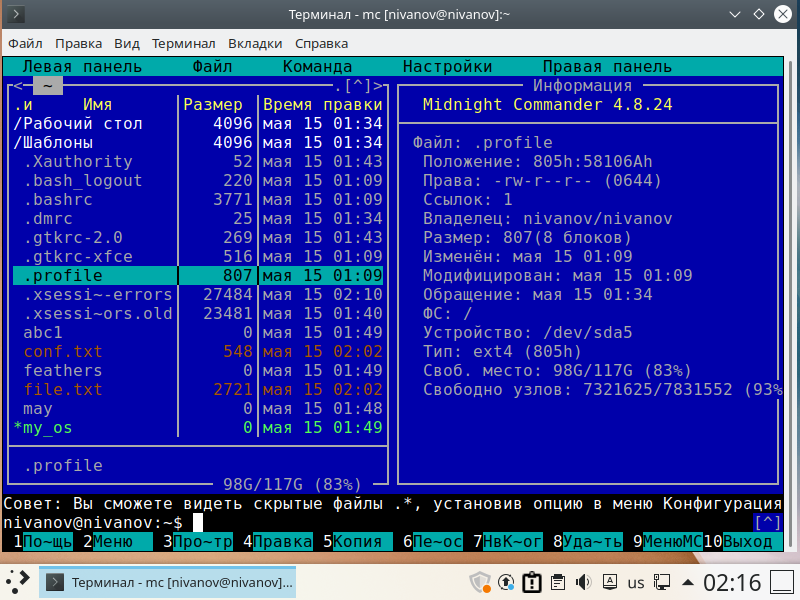 Терминал - mc [nivanov@nivanov]:~
Файл Правка Вид Терминал Вкладки Справка
Левая панель Файл Команда Настройки Правая панель
<─ ~ ─.[^]>
.и Имя Размер Время правки
/Рабочий стол 4096 мая 15 01:34
/Шаблоны 4096 мая 15 01:34
.Xauthority 52 мая 15 01:43
.bash_logout 220 мая 15 01:09
.bashrc 3771 мая 15 01:09
.dmrc 25 мая 15 01:34
.gtkrc-2.0 269 мая 15 01:43
.gtkrc-xfce 516 мая 15 01:09
.profile 807 мая 15 01:09
.xsessi~-errors 27484 мая 15 02:10
.xsessi~ors.old 23481 мая 15 01:40
abc1 0 мая 15 01:49
conf.txt 548 мая 15 02:02
feathers 0 мая 15 01:49
file.txt 2721 мая 15 02:02
may 0 мая 15 01:48
*my_os 0 мая 15 01:49
.profile
98G/117G (83%)
Информация
Midnight Commander 4.8.24
Файл: .profile
Положение: 805h:58106Ah
Права: -rw-r--r-- (0644)
Ссылок: 1
Владелец: nivanov/nivanov
Размер: 807(8 блоков)
Изменён: мая 15 01:09
Модифицирован: мая 15 01:09
Обращение: мая 15 01:34
ФС: /
Устройство: /dev/sda5
Тип: ext4 (805h)
Своб. место: 98G/117G (83%)
Свободно узлов: 7321625/7831552 (93%
Совет: Вы сможете видеть скрытые файлы .*, установив опцию в меню Конфигурация
nivanov@nivanov:~$ [^]
1По~щь 2Меню 3Про~тр 4Правка 5Копия 6Пе~ос 7НвК~ог 8Уда~ть 9МенюMC 10Выход
Терминал - mc [nivanov@nivanov]... us 02:16